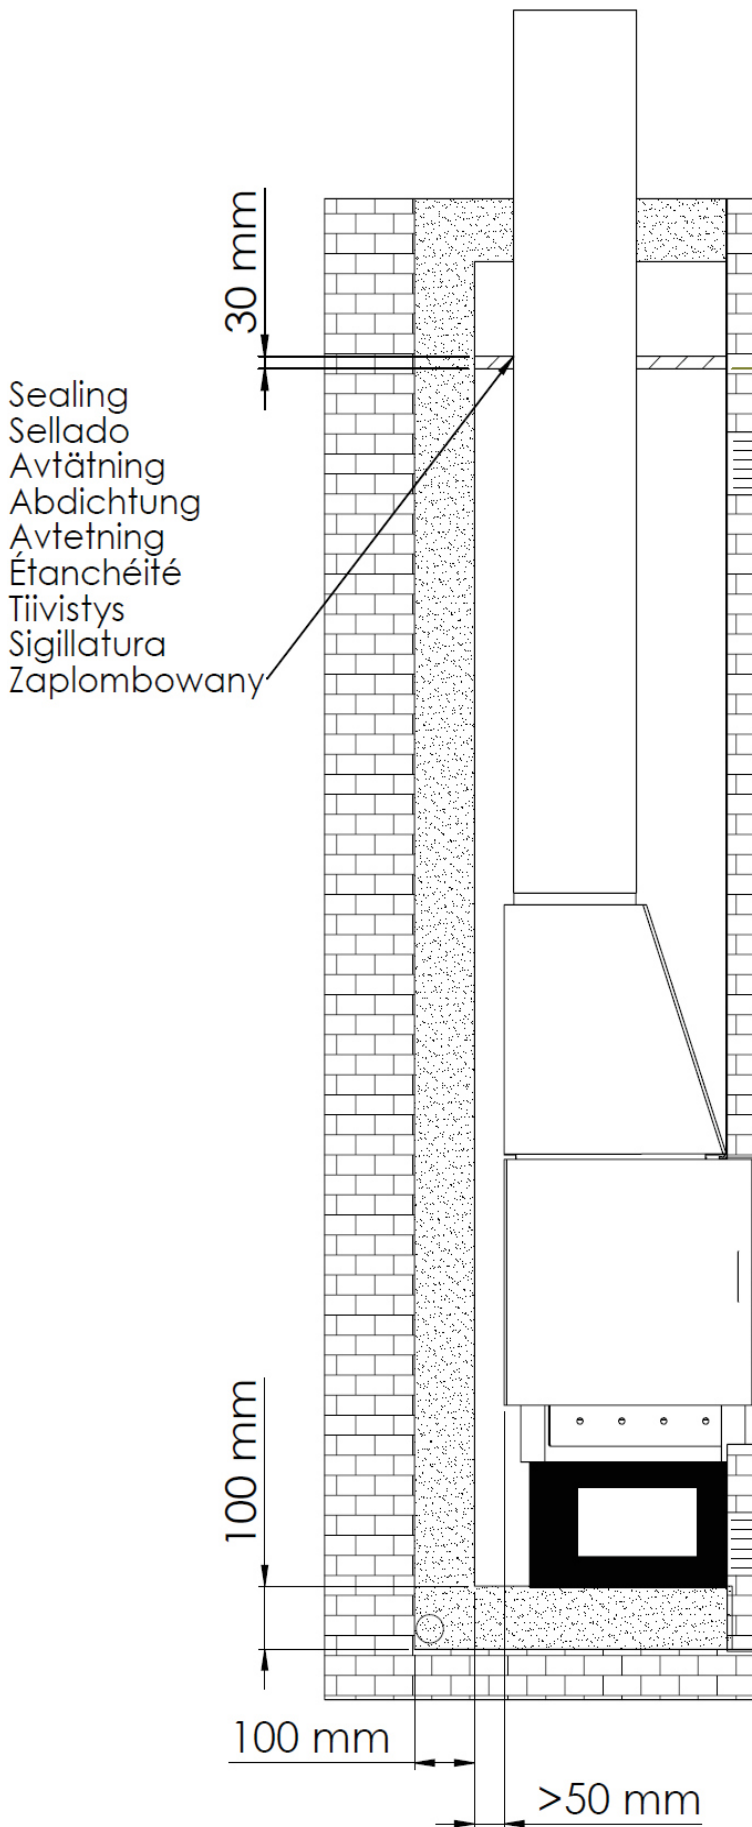 30 mm
Sealing
Sellado
Avtätning
Abdichtung
Avtetning
Étanchéité
Tiivistys
Sigillatura
Zaplombowany
100 mm
100 mm
>50 mm